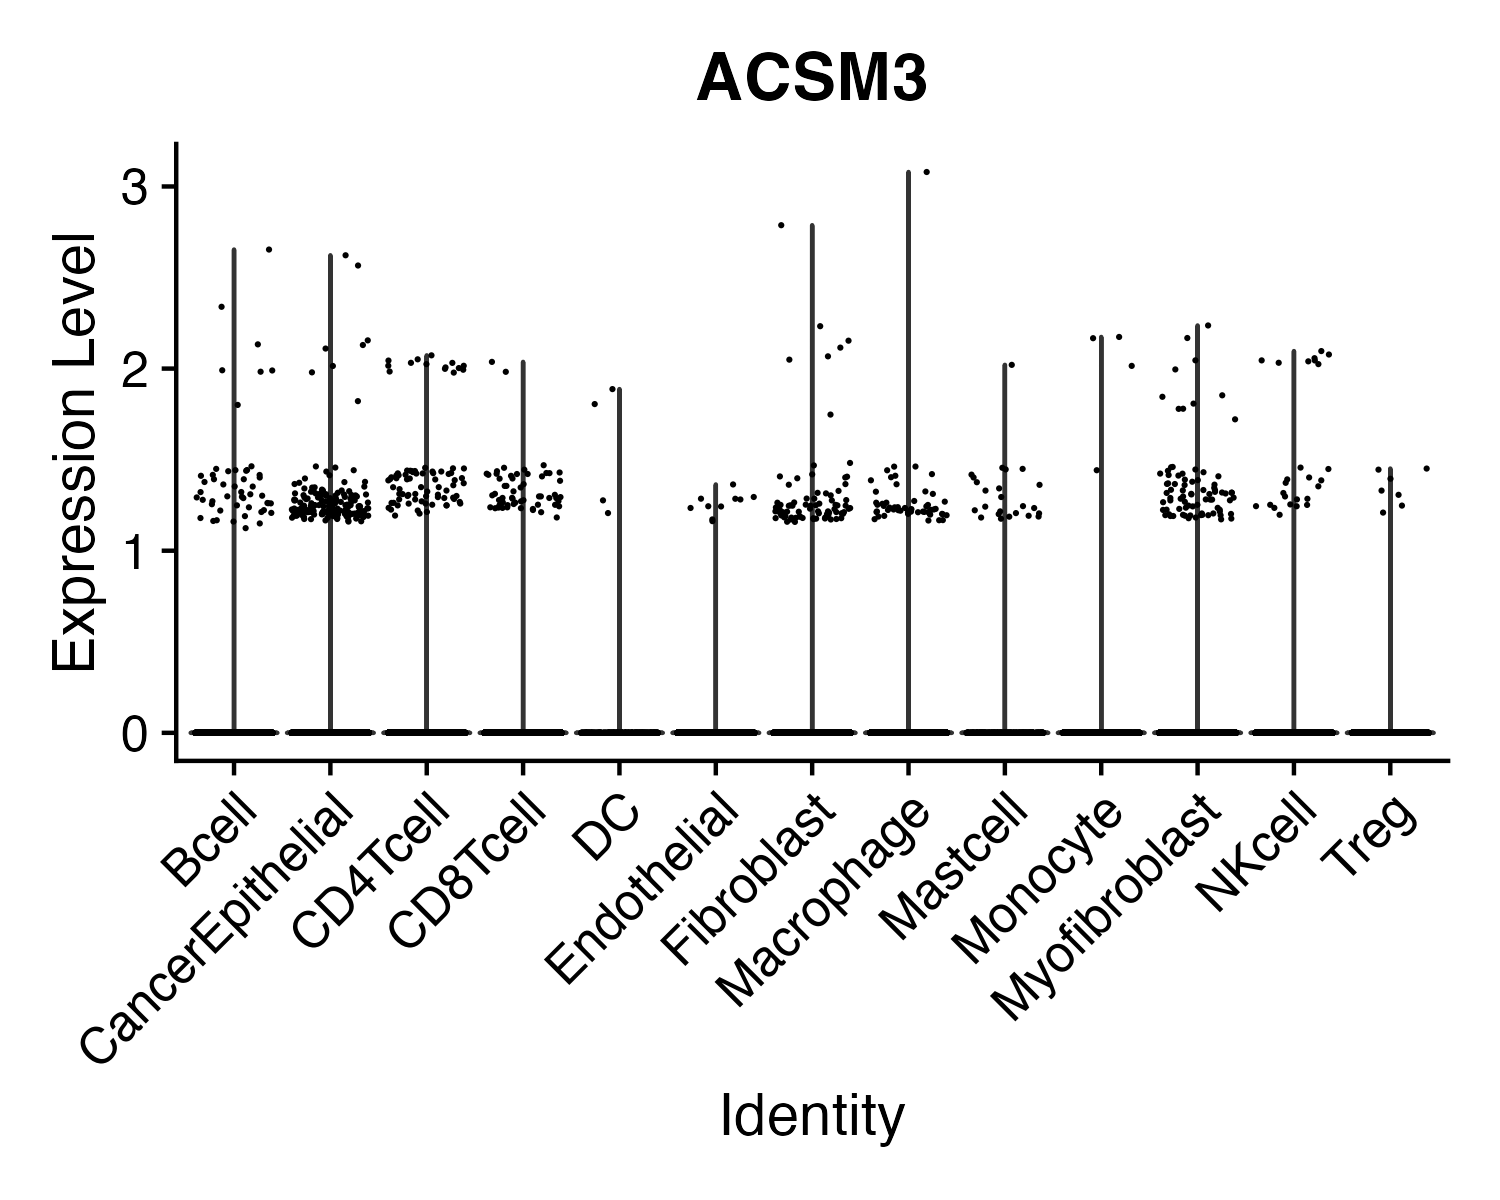 ACSM3
Expression Level
3
2
1
0
Bcell
CancerEpithelial
CD4Tcell
CD8Tcell
DC
Endothelial
Fibroblast
Macrophage
Mastcell
Monocyte
Myofibroblast
NKcell
Treg
Identity